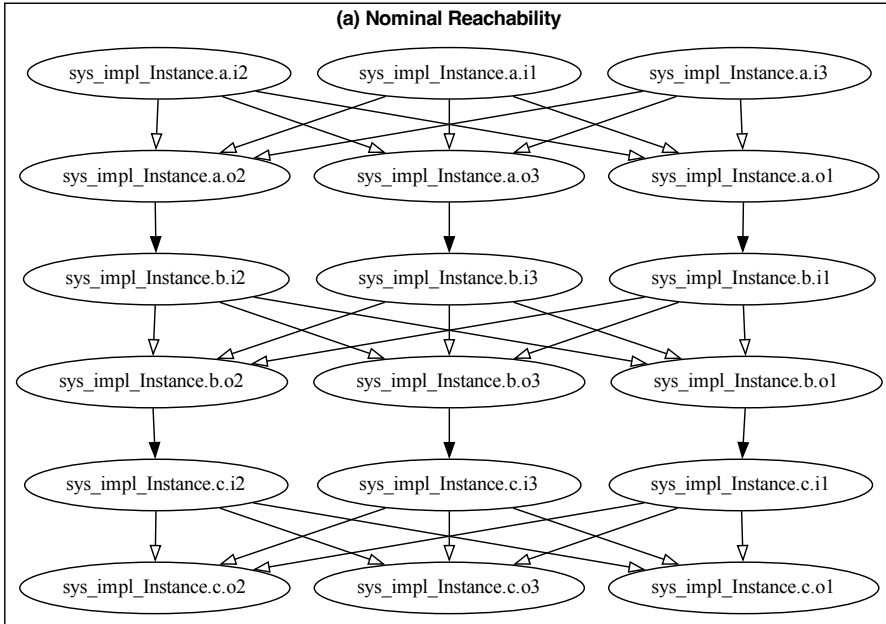 (a) Nominal Reachability
sys_impl_Instance.a.i2 sys_impl_Instance.a.i1 sys_impl_Instance.a.i3
sys_impl_Instance.a.o2 sys_impl_Instance.a.o3 sys_impl_Instance.a.o1
sys_impl_Instance.b.i2 sys_impl_Instance.b.i3 sys_impl_Instance.b.i1
sys_impl_Instance.b.o2 sys_impl_Instance.b.o3 sys_impl_Instance.b.o1
sys_impl_Instance.c.i2 sys_impl_Instance.c.i3 sys_impl_Instance.c.i1
sys_impl_Instance.c.o2 sys_impl_Instance.c.o3 sys_impl_Instance.c.o1